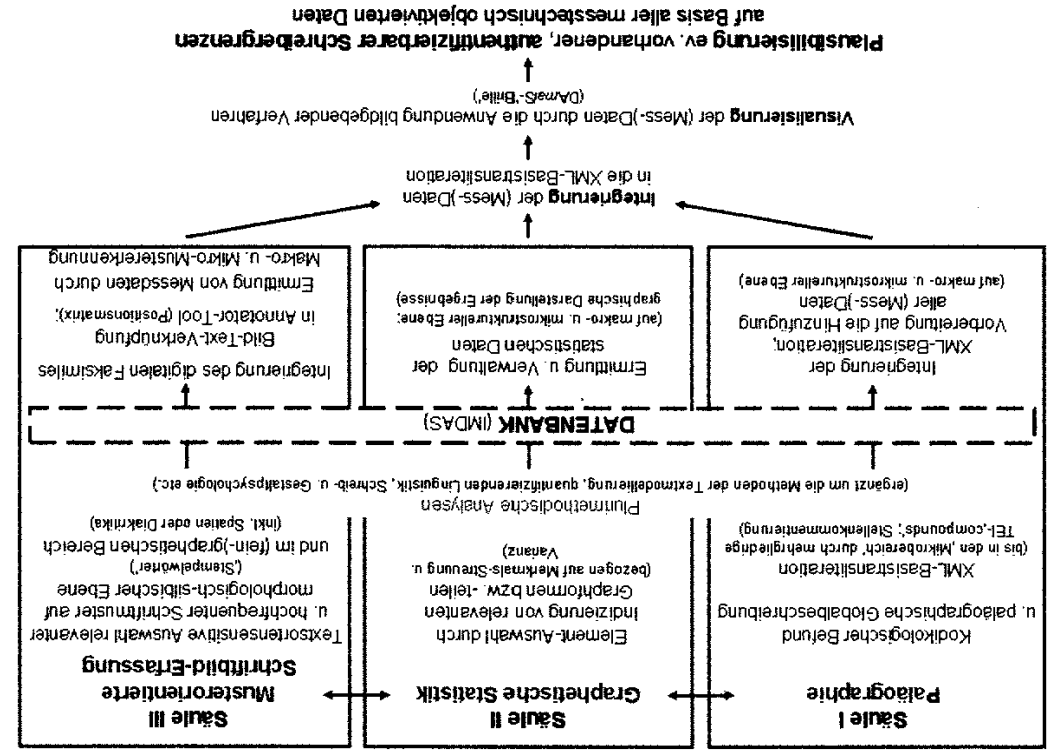 Säule I
Paläographie
Kodikologischer Befund
u. paläographische Globalbeschreibung
XML-Basistransliteration
(bis in den ‚Mikrobereich‘ durch mehrgliedrige
TEI-‚compounds‘; Stellenkommentierung)
Säule II
Graphetische Statistik
Element-Auswahl durch
Indizierung von relevanten
Graphformen bzw. -teilen
(bezogen auf Merkmals-Streuung u.
Varianz)
Säule III
Musterorientierte
Schriftbild-Erfassung
Textsortensensitive Auswahl relevanter
u. hochfrequenter Schriftmuster auf
morphologisch-silbischer Ebene
(‚Stempelwörter‘)
und im (fein-)graphetischen Bereich
(inkl. Spatien oder Diakritika)
Plurimethodische Analysen
(ergänzt um die Methoden der Textmodellierung, quantifizierenden Linguistik, Schreib- u. Gestaltpsychologie etc.)
DATENBANK (IMDAS)
Integrierung der
XML-Basistransliteration;
Vorbereitung auf die Hinzufügung
aller (Mess-)Daten
(auf makro- u. mikrostruktureller Ebene)
Ermittlung u. Verwaltung der
statistischen Daten
(auf makro- u. mikrostruktureller Ebene;
graphische Darstellung der Ergebnisse)
Integrierung des digitalen Faksimiles
Bild-Text-Verknüpfung
in Annotator-Tool (Positionsmatrix);
Ermittlung von Messdaten durch
Makro- u. Mikro-Mustererkennung
Integrierung der (Mess-)Daten
in die XML-Basistransliteration
Visualisierung der (Mess-)Daten durch die Anwendung bildgebender Verfahren
(DAmalS-‚Brille‘)
Plausibilisierung ev. vorhandener, authentifizierbarer Schreibergrenzen
auf Basis aller messtechnisch objektivierten Daten